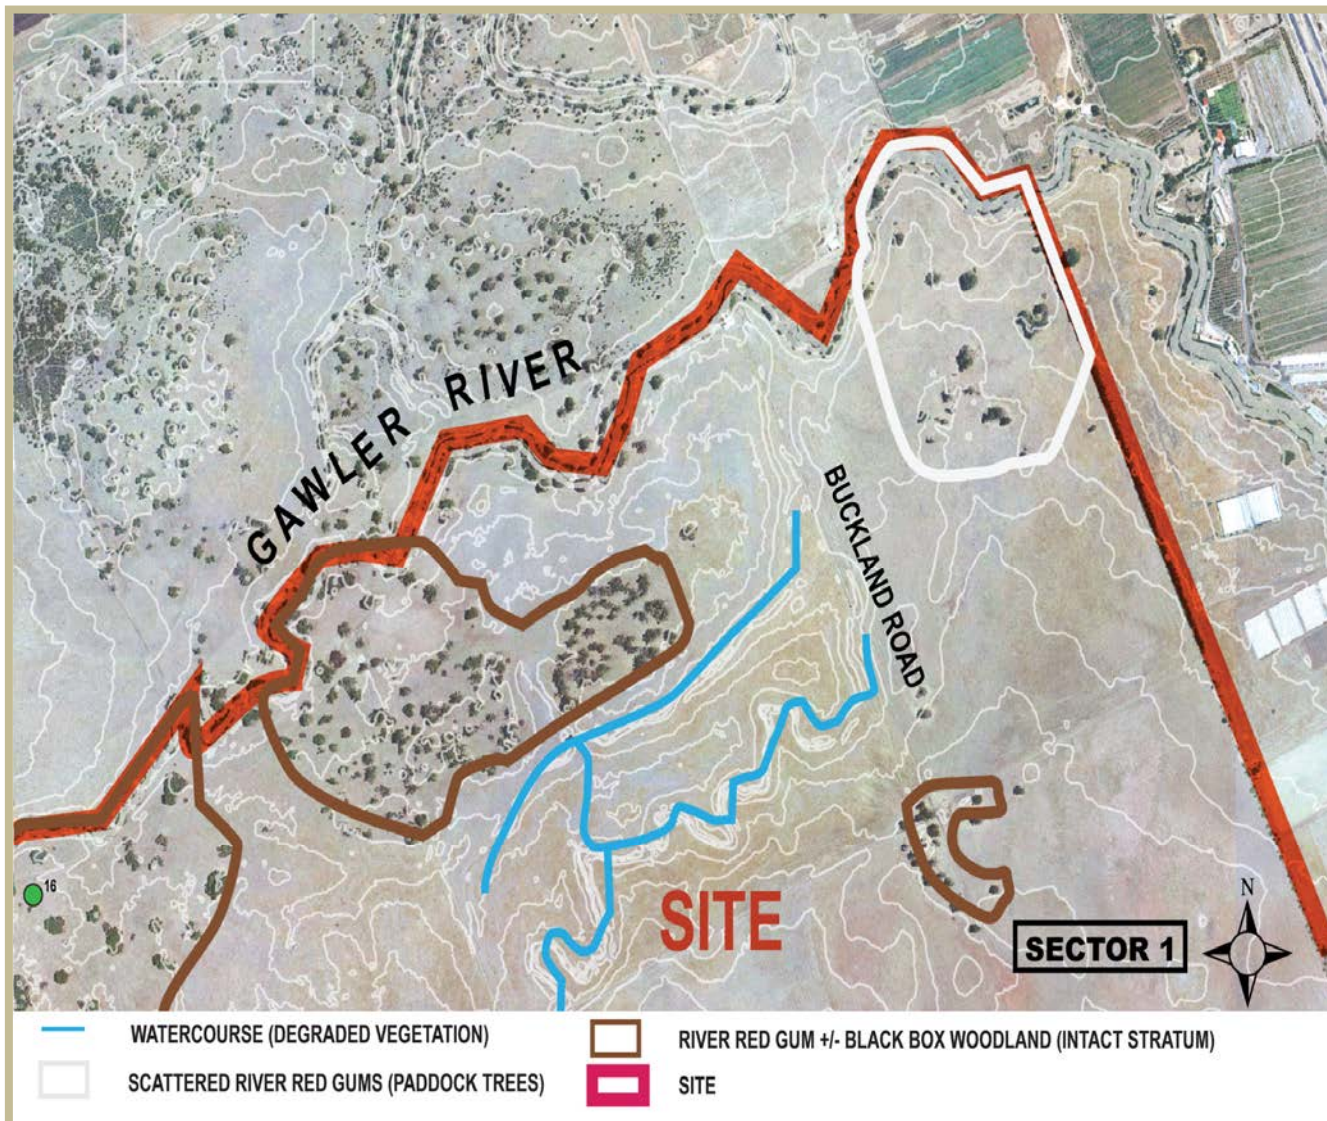 GAWLER RIVER
BUCKLAND ROAD
16
SITE
N
SECTOR 1
WATERCOURSE (DEGRADED VEGETATION)
RIVER RED GUM +/- BLACK BOX WOODLAND (INTACT STRATUM)
SCATTERED RIVER RED GUMS (PADDOCK TREES)
SITE